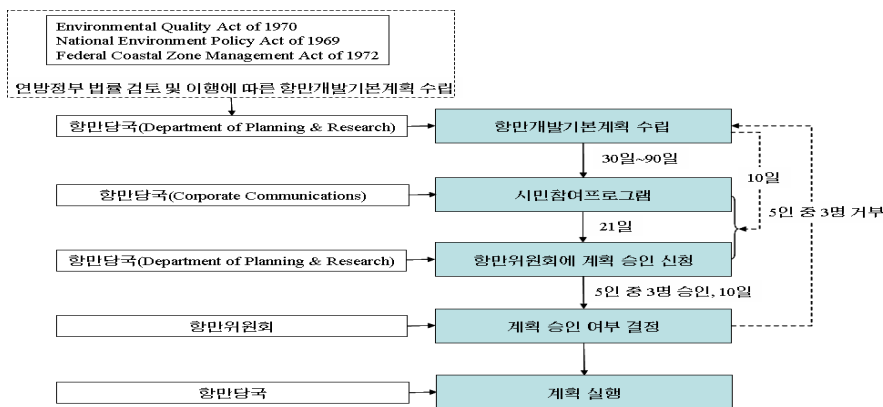 Environmental Quality Act of 1970
National Environment Policy Act of 1969
Federal Coastal Zone Management Act of 1972
연방정부 법률 검토 및 이행에 따른 항만개발기본계획 수립
항만당국(Department of Planning & Research)
항만개발기본계획 수립
30일~90일
10일
항만당국(Corporate Communications)
시민참여프로그램
5인 중 3명 거부
21일
항만당국(Department of Planning & Research)
항만위원회에 계획 승인 신청
5인 중 3명 승인, 10일
항만위원회
계획 승인 여부 결정
항만당국
계획 실행